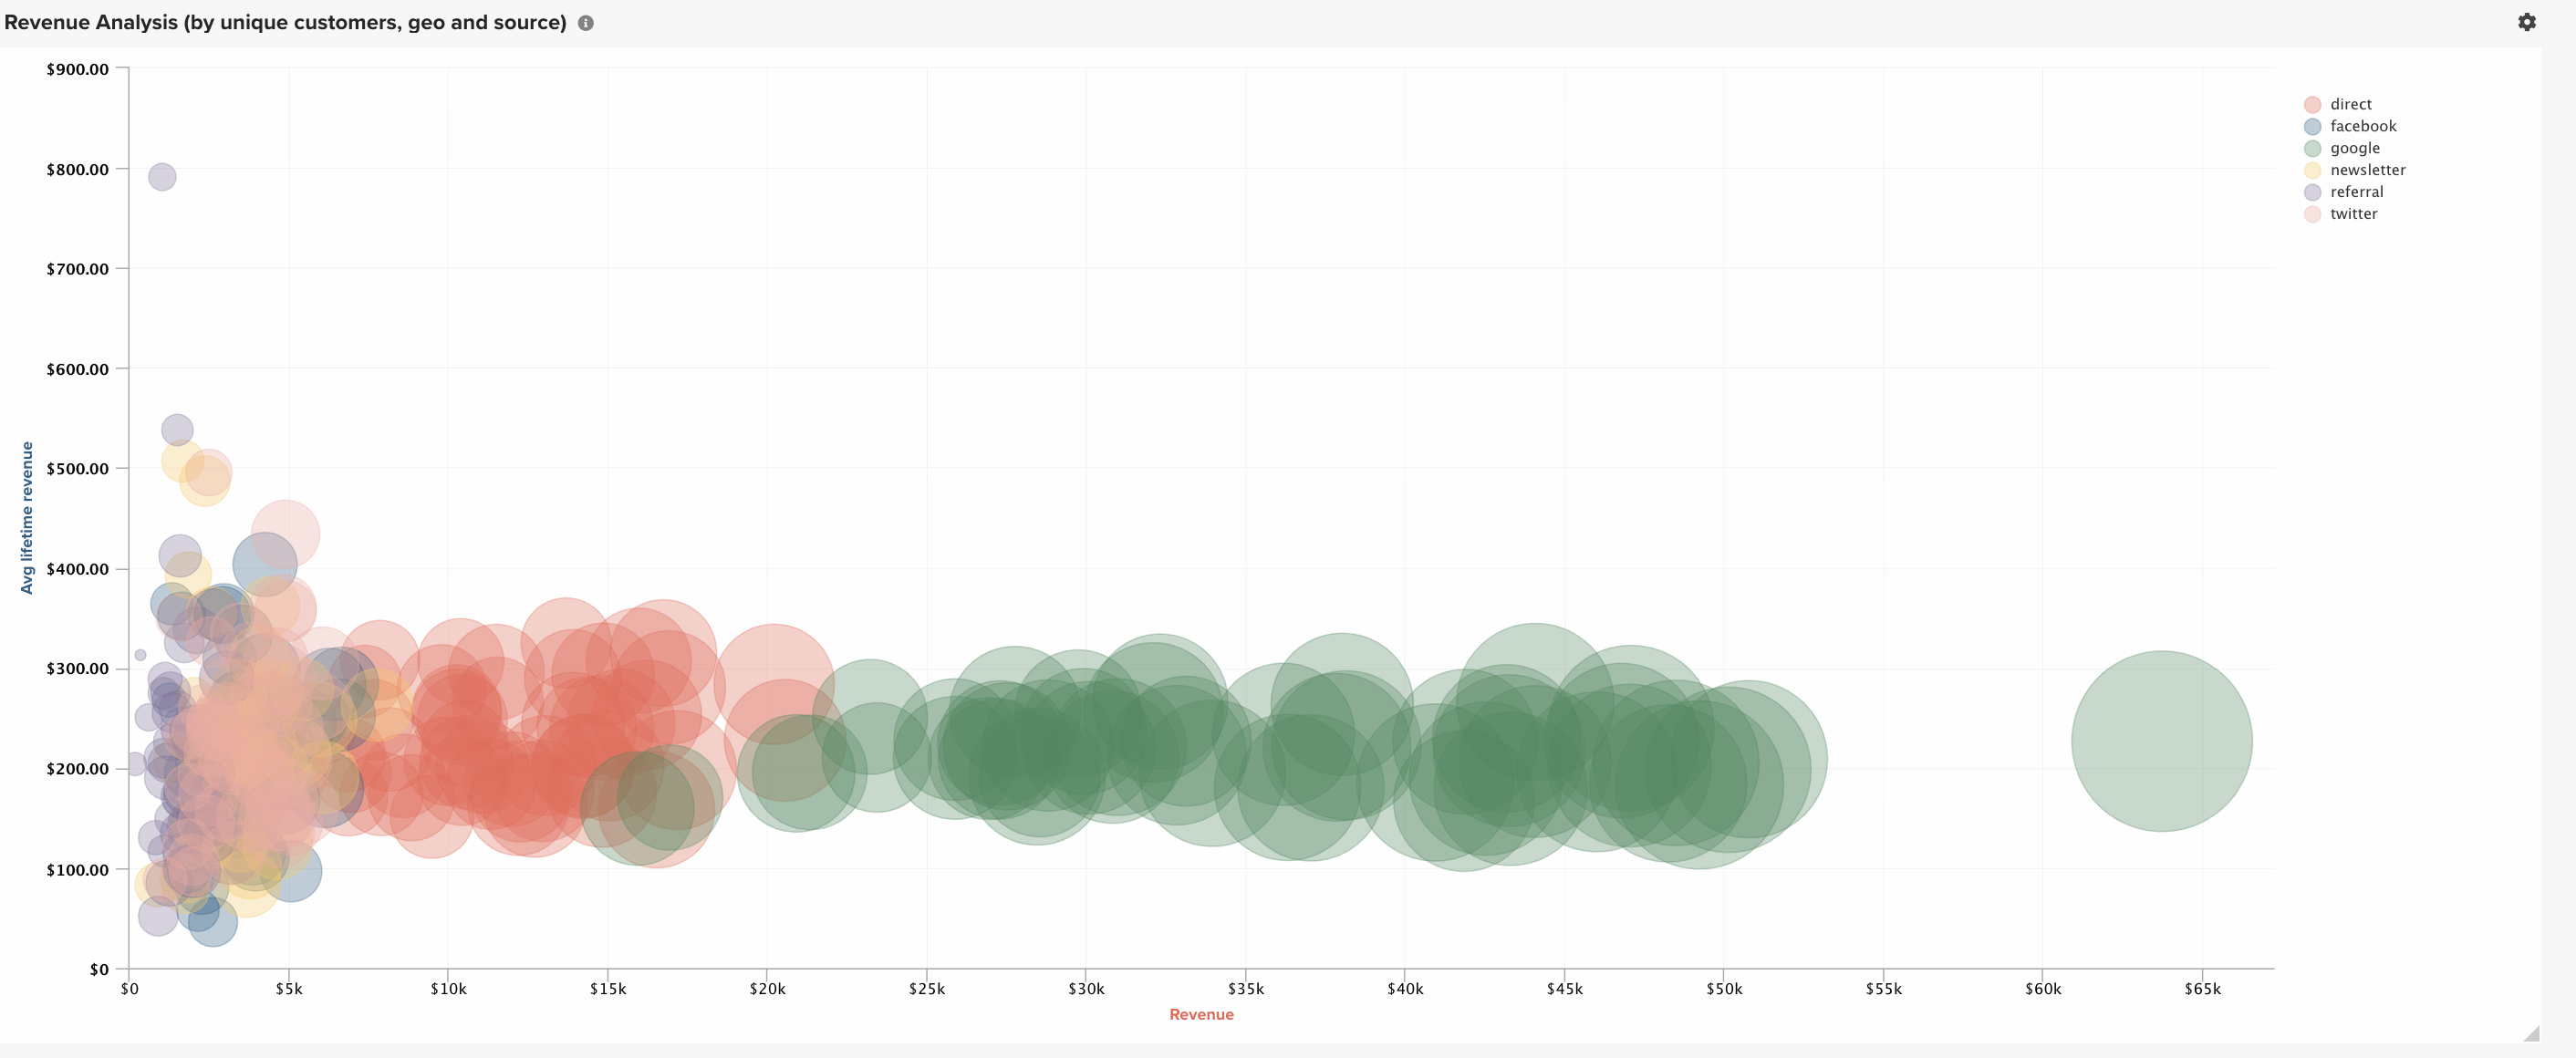 Revenue Analysis (by unique customers, geo and source)
$900.00
$800.00
$700.00
$600.00
$500.00
$400.00
$300.00
$200.00
$100.00
$0
Avg lifetime revenue
$0 $5k $10k $15k $20k $25k $30k $35k $40k $45k $50k $55k $60k $65k
Revenue
direct
facebook
google
newsletter
referral
twitter